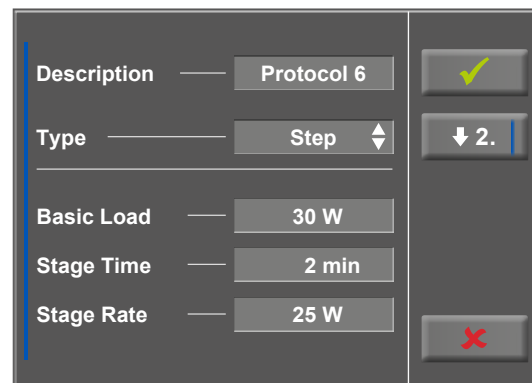 Description Protocol 6
Type Step
2.
Basic Load 30 W
Stage Time 2 min
Stage Rate 25 W